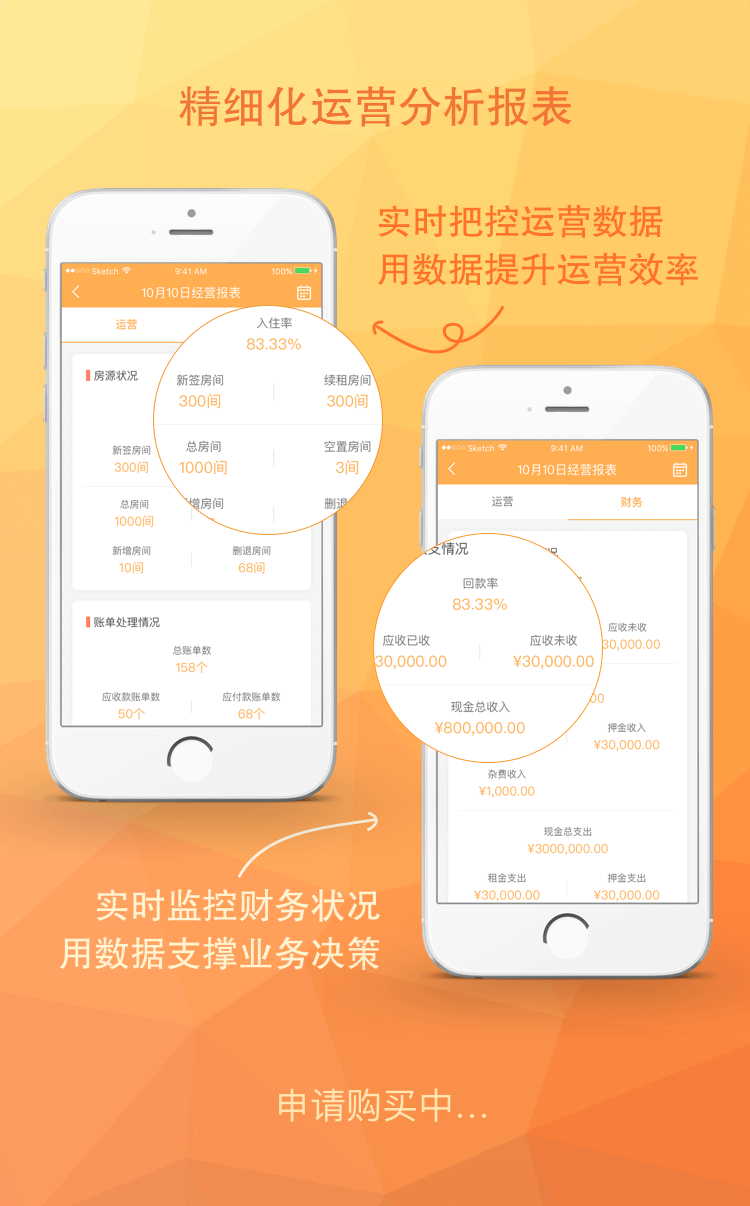 精细化运营分析报表
实时把控运营数据
用数据提升运营效率
Sketch
9:41 AM
100%
10月10日经营报表
运营
房源状况
入住率
83.33%
新签房间
续租房间
300间
300间
总房间
空置房间
1000间
3间
增房间
删退
新签房间
300间
总房间
1000间
新增房间
删退房间
10间
68间
账单处理情况
总账单数
158个
应收款账单数
应付款账单数
50个
68个
Sketch
9:41 AM
100%
10月10日经营报表
运营
财务
支情况
回款率
83.33%
应收已收
应收未收
30,000.00
¥30,000.00
现金总收入
¥800,000.00
应收未收
30,000.00
00
押金收入
¥30,000.00
杂费收入
¥1,000.00
现金总支出
¥3000,000.00
租金支出
押金支出
¥30,000.00
¥30,000.00
实时监控财务状况
用数据支撑业务决策
申请购买中...